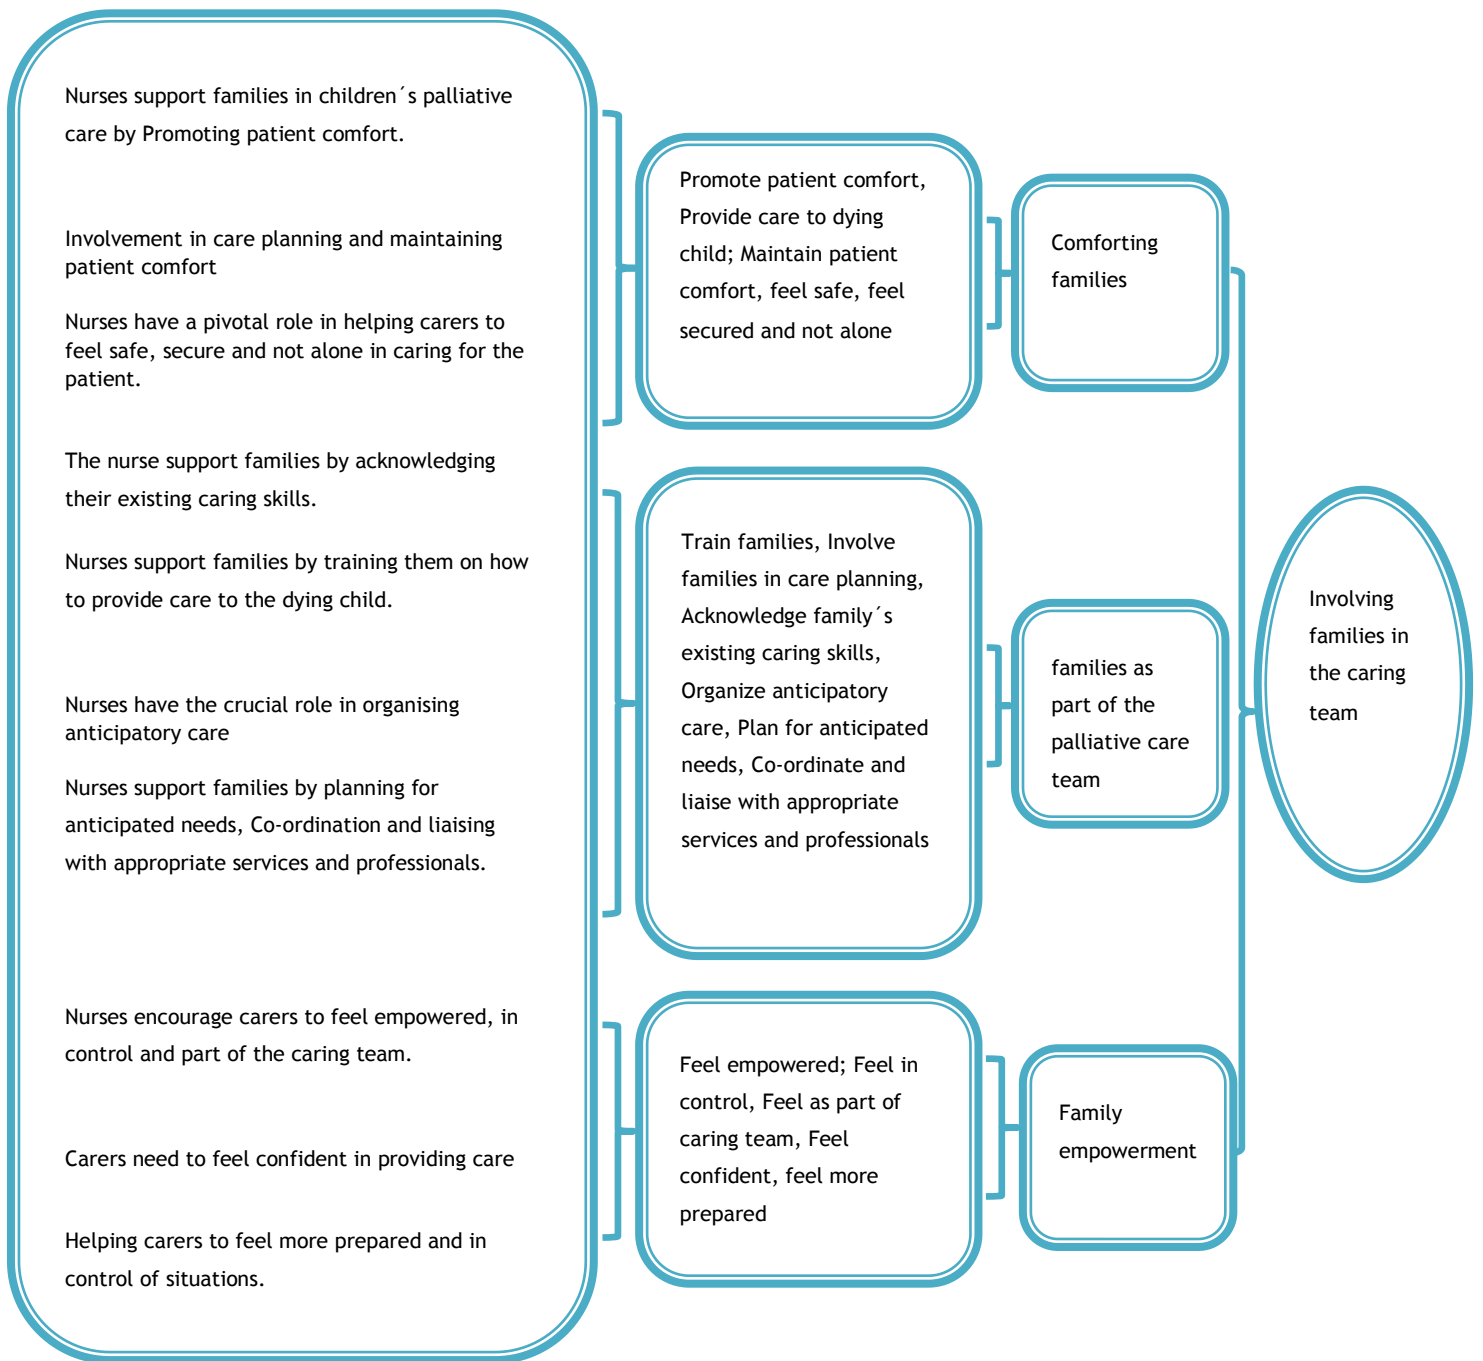 Nurses support families in children´s palliative
care by Promoting patient comfort.
Involvement in care planning and maintaining
patient comfort
Nurses have a pivotal role in helping carers to
feel safe, secure and not alone in caring for the
patient.
The nurse support families by acknowledging
their existing caring skills.
Nurses support families by training them on how
to provide care to the dying child.
Nurses have the crucial role in organising
anticipatory care
Nurses support families by planning for
anticipated needs, Co-ordination and liaising
with appropriate services and professionals.
Nurses encourage carers to feel empowered, in
control and part of the caring team.
Carers need to feel confident in providing care
Helping carers to feel more prepared and in
control of situations.
Promote patient comfort,
Provide care to dying
child; Maintain patient
comfort, feel safe, feel
secured and not alone
Train families, Involve
families in care planning,
Acknowledge family´s
existing caring skills,
Organize anticipatory
care, Plan for anticipated
needs, Co-ordinate and
liaise with appropriate
services and professionals
Feel empowered; Feel in
control, Feel as part of
caring team, Feel
confident, feel more
prepared
Comforting
families
families as
part of the
palliative care
team
Family
empowerment
Involving
families in
the caring
team